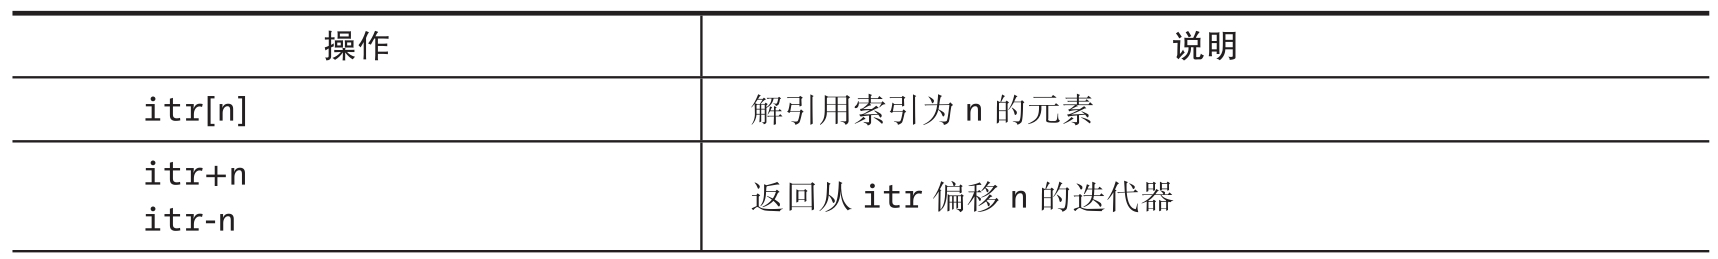 操作 说明
itr[n] 解引用索引为 n 的元素
itr+n
itr-n
返回从 itr 偏移 n 的迭代器